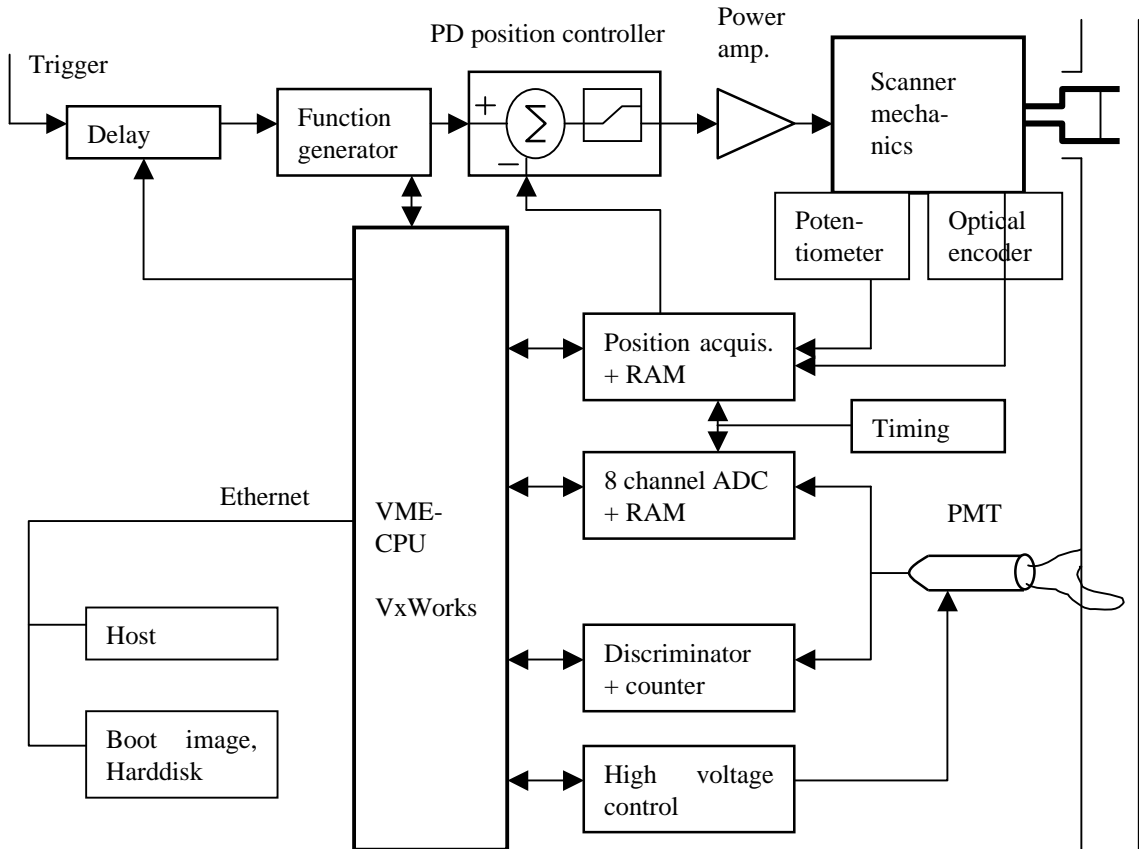 Power
amp.
PD position controller
Trigger
Delay
Function
generator
+
Σ
−
Scanner
mecha-
nics
Poten-
tiometer
Optical
encoder
Position acquis.
+ RAM
Timing
8 channel ADC
+ RAM
Ethernet
VME-
CPU
VxWorks
PMT
Host
Discriminator
+ counter
Boot image,
Harddisk
High voltage
control